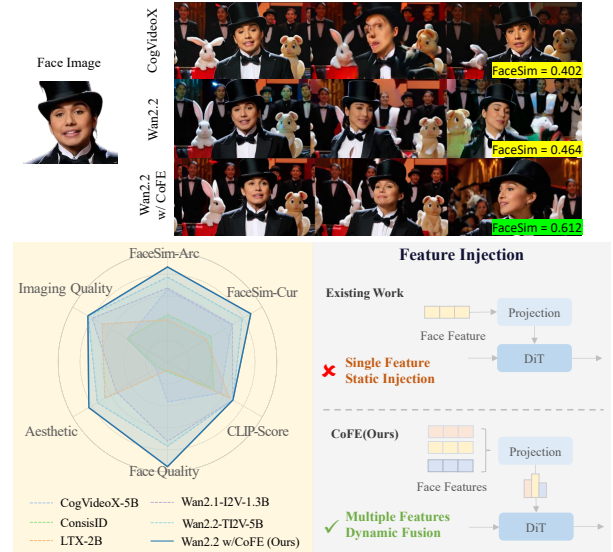 Face Image
CogVideoX
FaceSim = 0.402
Wan2.2
FaceSim = 0.464
Wan2.2
w/ CoFE
FaceSim = 0.612
FaceSim-Arc
Imaging Quality
FaceSim-Cur
Aesthetic
CLIP-Score
Face Quality
CogVideoX-5B
Wan2.1-I2V-1.3B
ConsisID
Wan2.2-TI2V-5B
LTX-2B
Wan2.2 w/CoFE (Ours)
Feature Injection
Existing Work
Face Feature
Projection
DiT
Single Feature
Static Injection
CoFE(Ours)
Face Features
Projection
DiT
Multiple Features
Dynamic Fusion